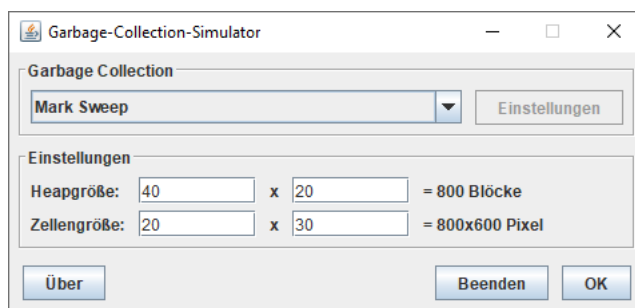 Garbage-Collection-Simulator
Garbage Collection
Mark Sweep Einstellungen
Einstellungen
Heapgröße: 40 x 20 = 800 Blöcke
Zellengröße: 20 x 30 = 800x600 Pixel
Über Beenden OK